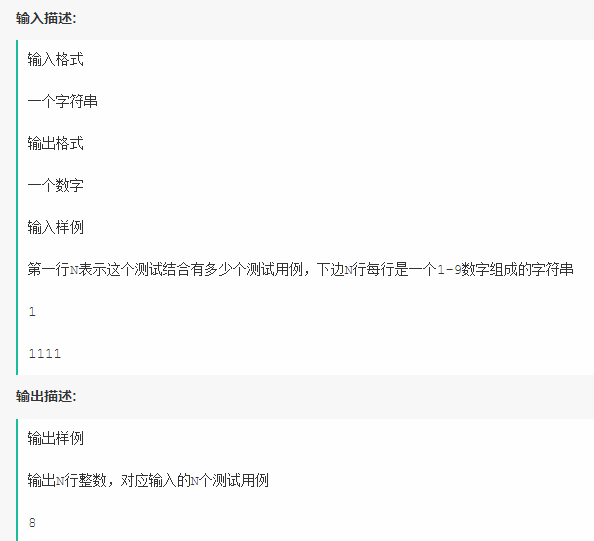 输入描述:
输入格式
一个字符串
输出格式
一个数字
输入样例
第一行N表示这个测试结合有多少个测试用例，下边N行每行是一个1-9数字组成的字符串
1
1111
输出描述:
输出样例
输出N行整数，对应输入的N个测试用例
8